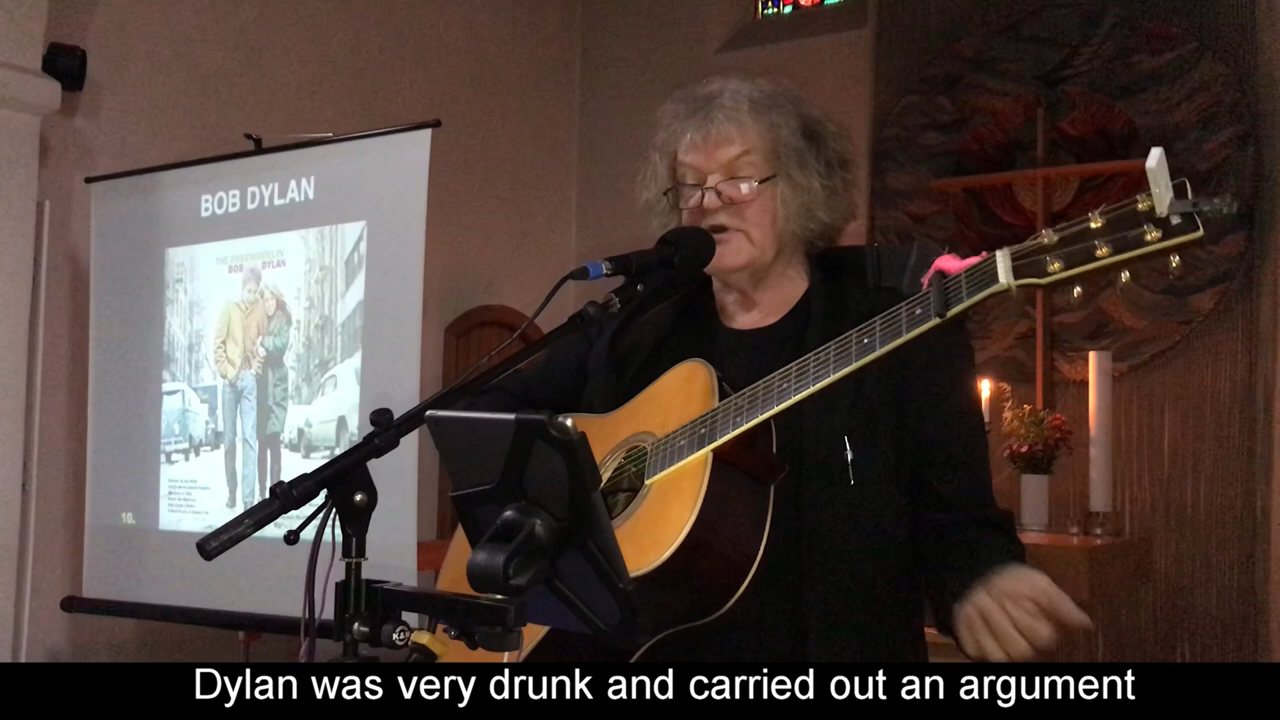 BOB DYLAN
THE FREEWHEELIN'
BOB DYLAN
10.
K&M
Dylan was very drunk and carried out an argument